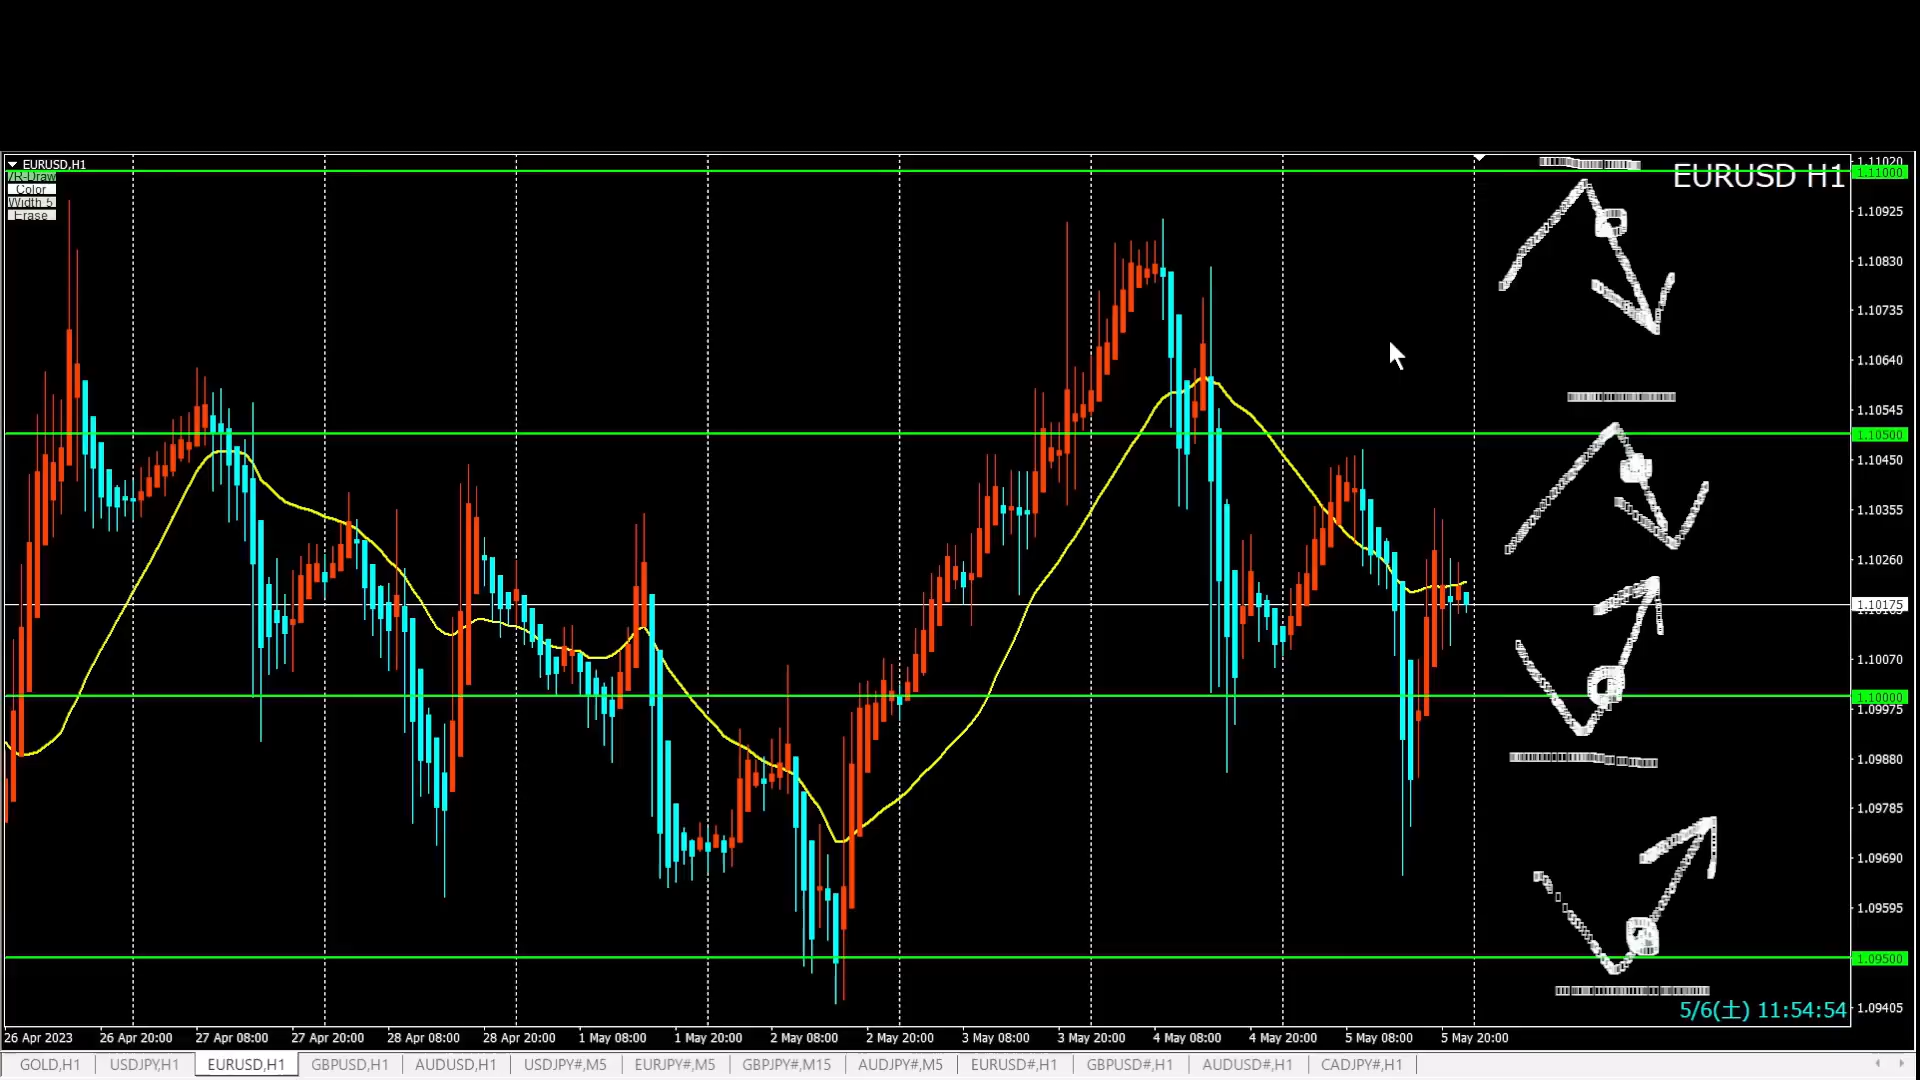 EURUSD,H1
/R-Draw
Color
Width 5
Erase
EURUSD H1
1.11020
1.11000
1.10925
1.10830
1.10735
1.10640
1.10545
1.10500
1.10450
1.10355
1.10260
1.10175
1.10070
1.10000
1.09975
1.09880
1.09785
1.09690
1.09595
1.09500
1.09405
5/6(土) 11:54:54
26 Apr 2023 26 Apr 20:00 27 Apr 08:00 27 Apr 20:00 28 Apr 08:00 28 Apr 20:00 1 May 08:00 1 May 20:00 2 May 08:00 2 May 20:00 3 May 08:00 3 May 20:00 4 May 08:00 4 May 20:00 5 May 08:00 5 May 20:00
GOLD,H1 USDJPY,H1 EURUSD,H1 GBPUSD,H1 AUDUSD,H1 USDJPY#,M5 EURJPY#,M5 GBPJPY#,M15 AUDJPY#,M5 EURUSD#,H1 GBPUSD#,H1 AUDUSD#,H1 CADJPY#,H1